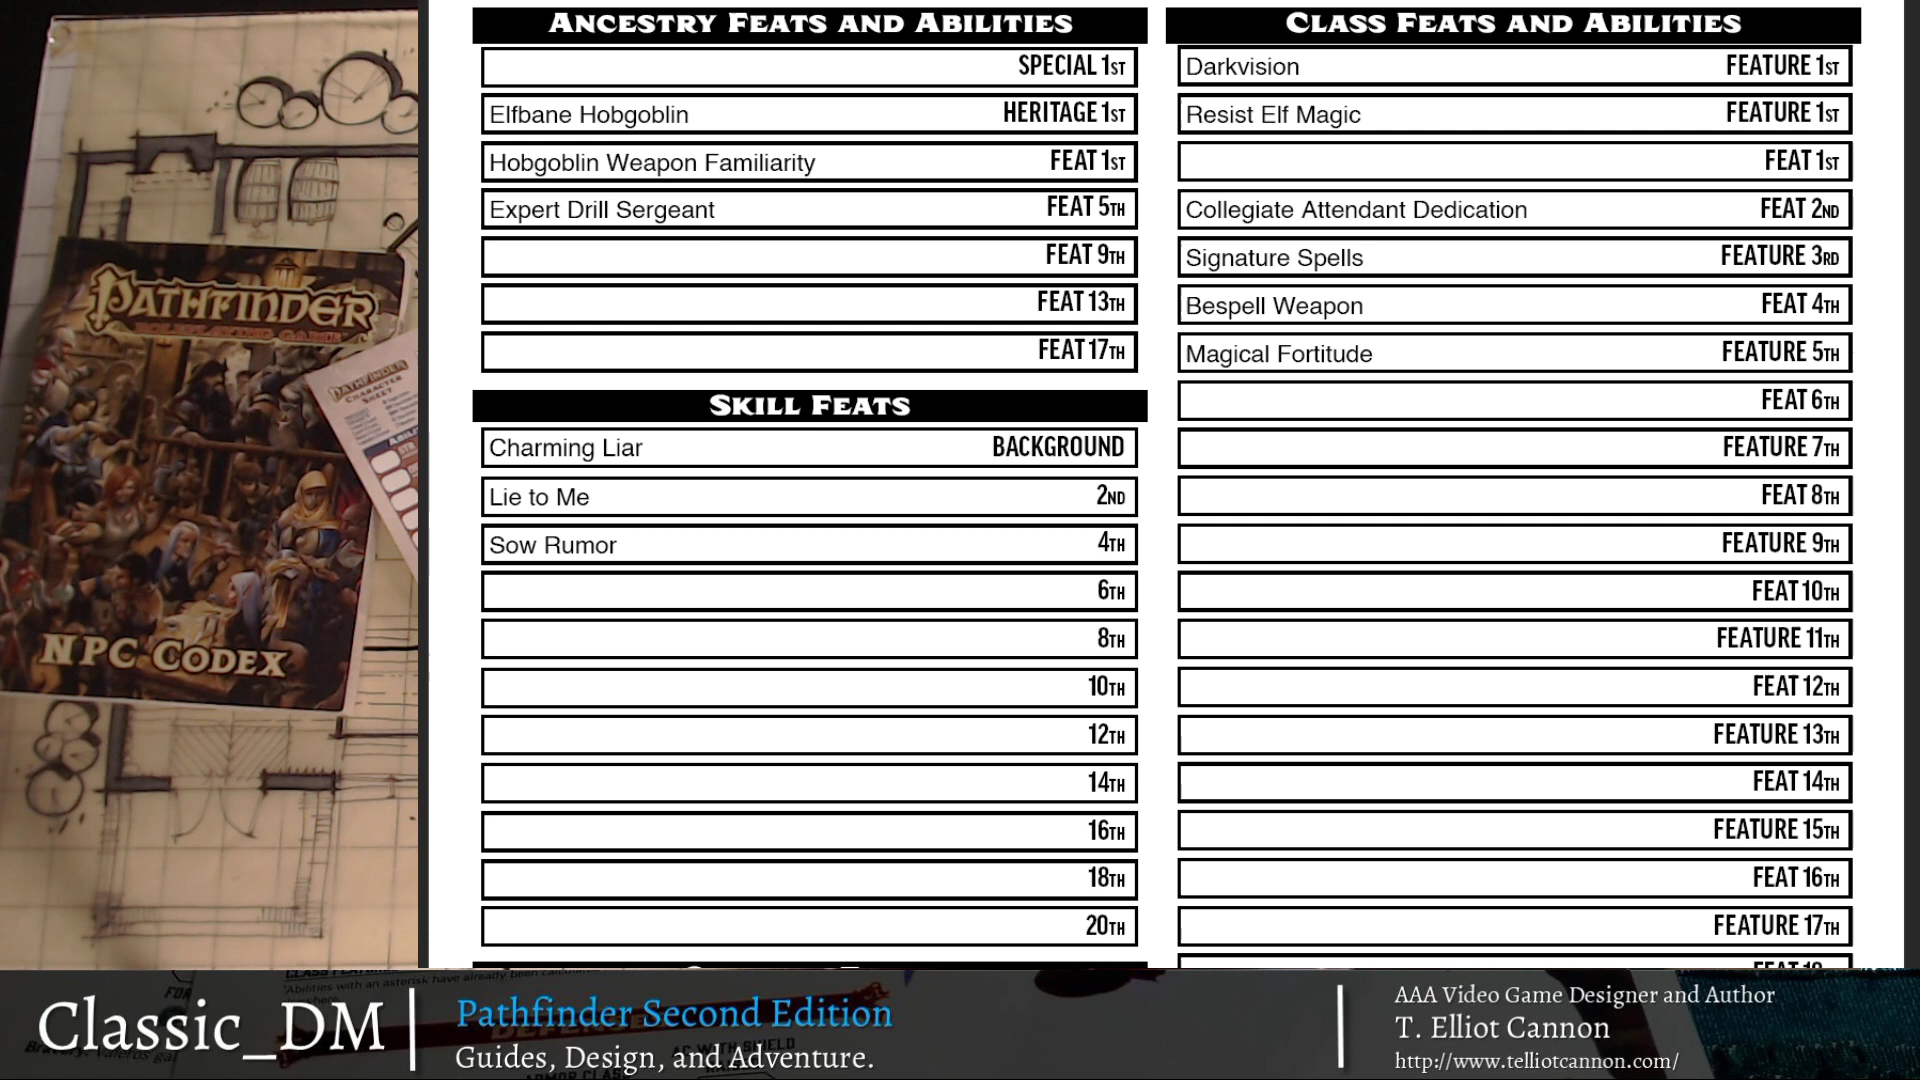 Ancestry Feats and Abilities
SPECIAL 1ST
Elfbane Hobgoblin HERITAGE 1ST
Hobgoblin Weapon Familiarity FEAT 1ST
Expert Drill Sergeant FEAT 5TH
FEAT 9TH
FEAT 13TH
FEAT 17TH
Skill Feats
Charming Liar BACKGROUND
Lie to Me 2ND
Sow Rumor 4TH
6TH
8TH
10TH
12TH
14TH
16TH
18TH
20TH
Class Feats and Abilities
Darkvision FEATURE 1ST
Resist Elf Magic FEATURE 1ST
FEAT 1ST
Collegiate Attendant Dedication FEAT 2ND
Signature Spells FEATURE 3RD
Bespell Weapon FEAT 4TH
Magical Fortitude FEATURE 5TH
FEAT 6TH
FEATURE 7TH
FEAT 8TH
FEATURE 9TH
FEAT 10TH
FEATURE 11TH
FEAT 12TH
FEATURE 13TH
FEAT 14TH
FEATURE 15TH
FEAT 16TH
FEATURE 17TH
Pathfinder
NPC Codex
Pathfinder
Character
Sheet
Classic_DM
Pathfinder Second Edition
Guides, Design, and Adventure.
AAA Video Game Designer and Author
T. Elliot Cannon
http://www.telliotcannon.com/